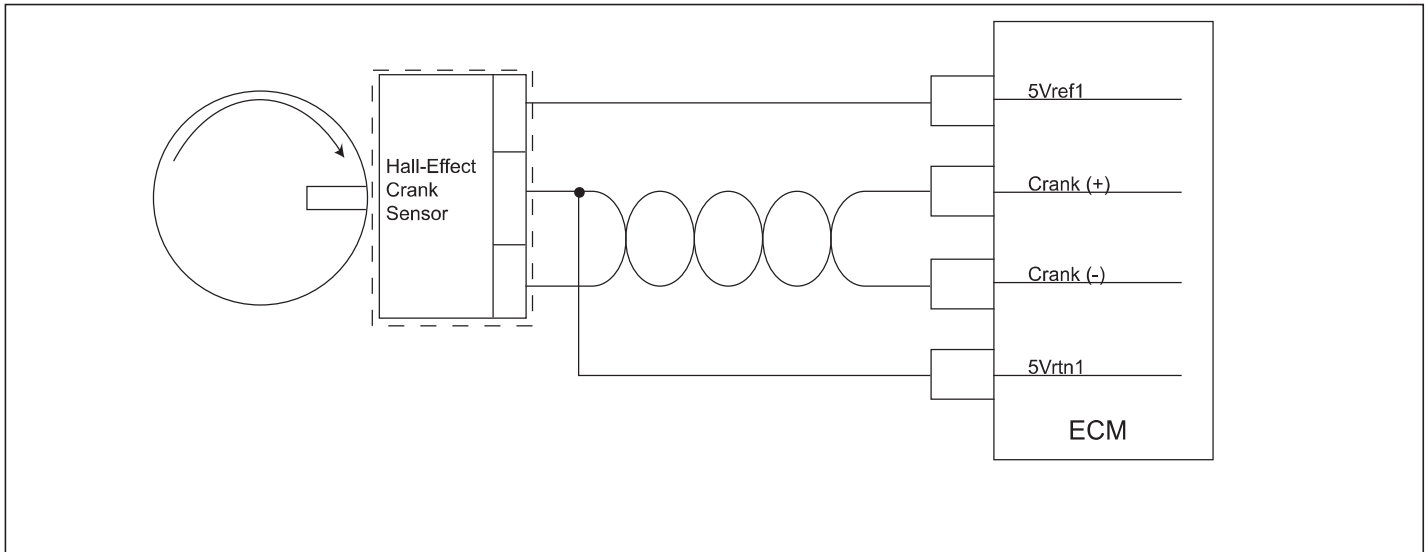 5Vref1
Hall-Effect
Crank
Sensor
Crank (+)
Crank (-)
5Vrtn1
ECM